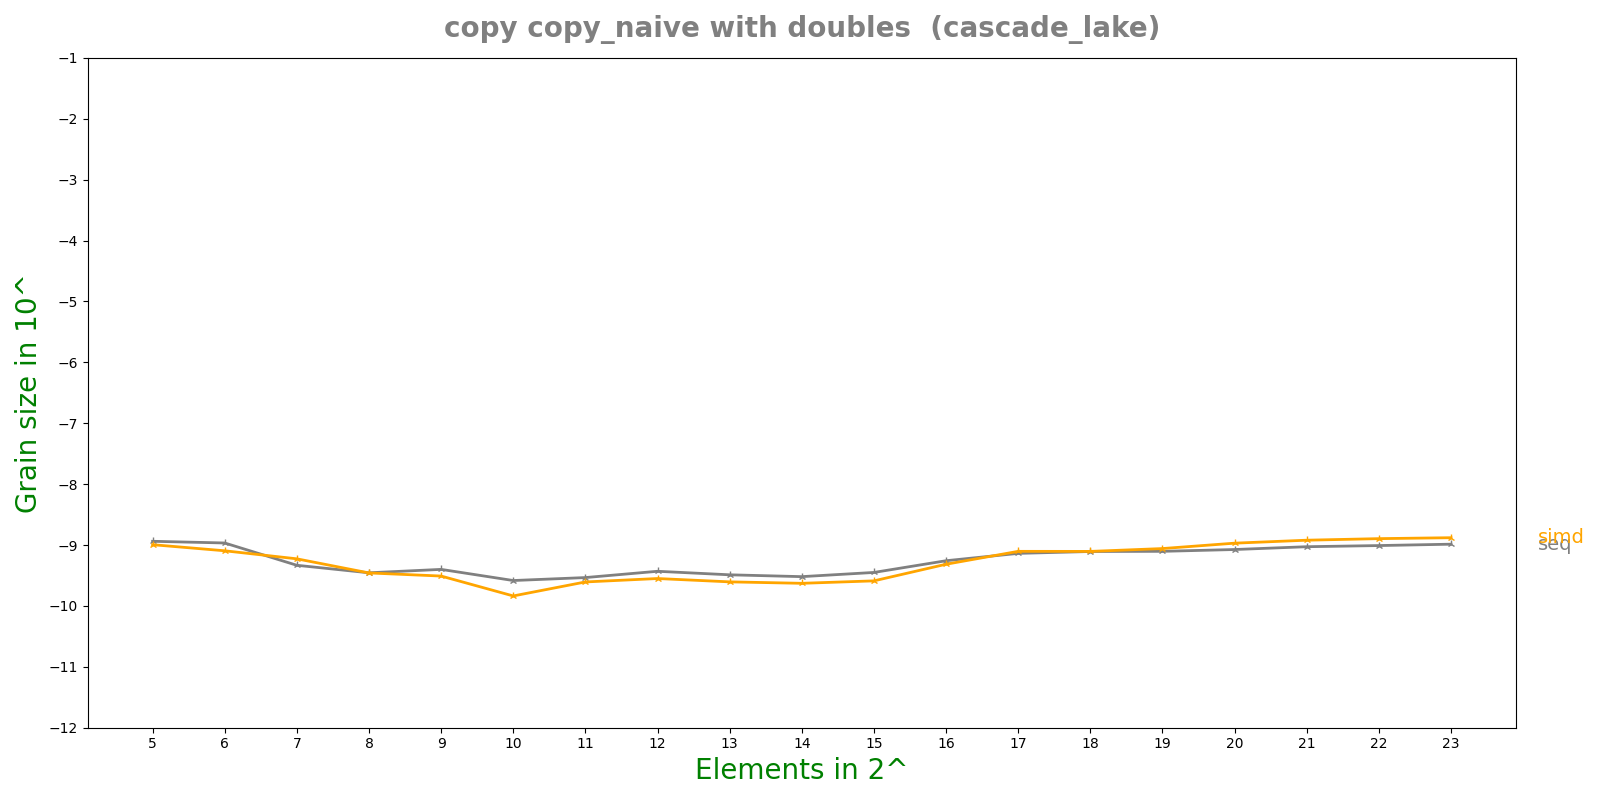 copy copy_naive with doubles  (cascade_lake)
−1
−2
−3
−4
−5
−6
−7
−8
−9
−10
−11
−12
Grain size in 10^
simd
seq
5 6 7 8 9 10 11 12 13 14 15 16 17 18 19 20 21 22 23
Elements in 2^